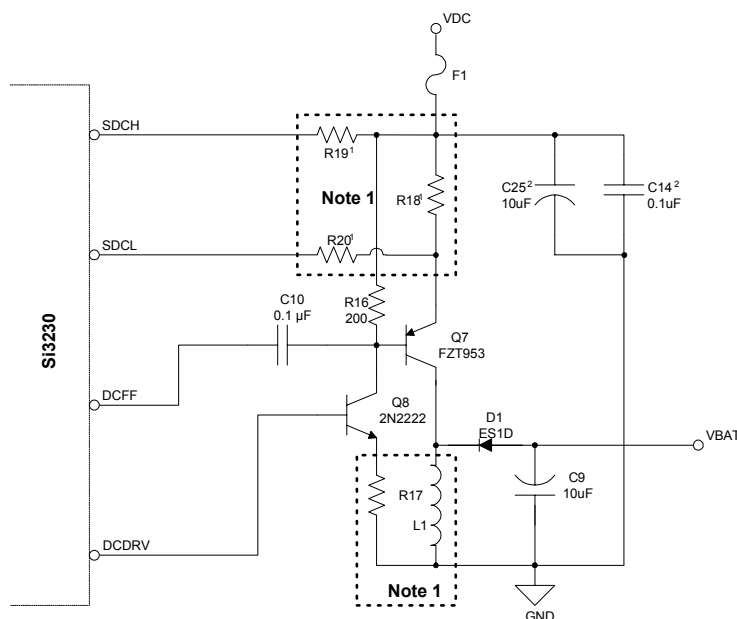 VDC
F1
SDCH
R19¹
Note 1
R18¹
C25²
10uF
C14²
0.1uF
SDCL
R20¹
R16
200
C10
0.1 µF
Q7
FZT953
Si3230
DCFF
Q8
2N2222
D1
ES1D
VBAT
R17
C9
10uF
L1
DCDRV
Note 1
GND